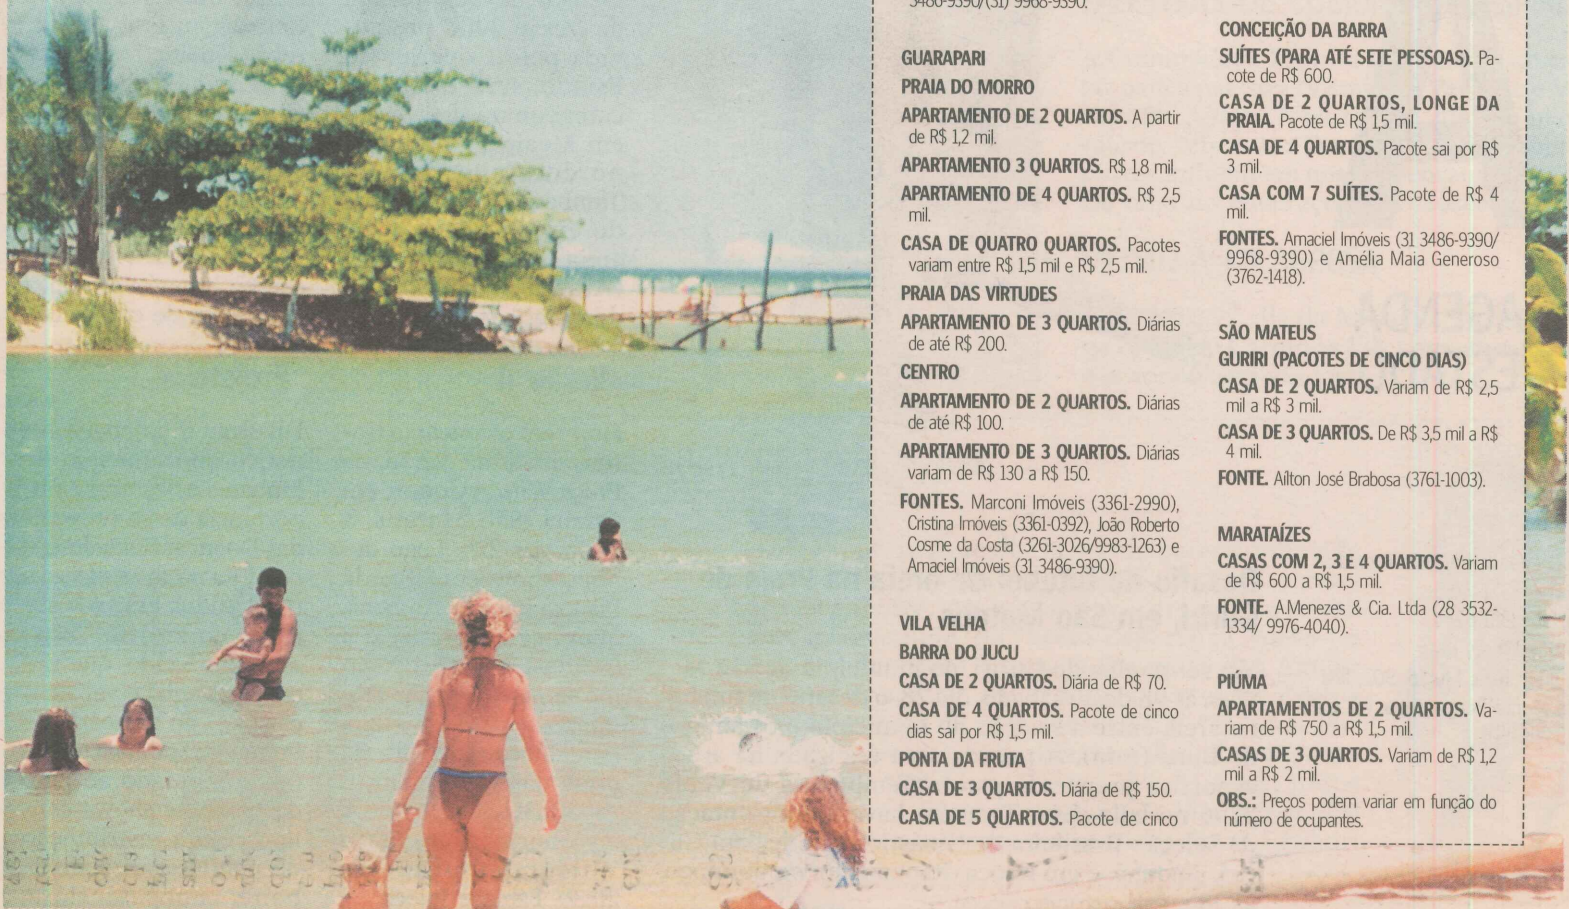 3486-9390/(31) 9968-9390.
GUARAPARI
PRAIA DO MORRO
APARTAMENTO DE 2 QUARTOS. A partir
de R$ 1,2 mil.
APARTAMENTO 3 QUARTOS. R$ 1,8 mil.
APARTAMENTO DE 4 QUARTOS. R$ 2,5
mil.
CASA DE QUATRO QUARTOS. Pacotes
variam entre R$ 1,5 mil e R$ 2,5 mil.
PRAIA DAS VIRTUDES
APARTAMENTO DE 3 QUARTOS. Diárias
de até R$ 200.
CENTRO
APARTAMENTO DE 2 QUARTOS. Diárias
de até R$ 100.
APARTAMENTO DE 3 QUARTOS. Diárias
variam de R$ 130 a R$ 150.
FONTES. Marconi Imóveis (3361-2990),
Cristina Imóveis (3361-0392), João Roberto
Cosme da Costa (3261-3026/9983-1263) e
Amaciel Imóveis (31 3486-9390).
VILA VELHA
BARRA DO JUCU
CASA DE 2 QUARTOS. Diária de R$ 70.
CASA DE 4 QUARTOS. Pacote de cinco
dias sai por R$ 1,5 mil.
PONTA DA FRUTA
CASA DE 3 QUARTOS. Diária de R$ 150.
CASA DE 5 QUARTOS. Pacote de cinco
CONCEIÇÃO DA BARRA
SUÍTES (PARA ATÉ SETE PESSOAS). Pa-
cote de R$ 600.
CASA DE 2 QUARTOS, LONGE DA
PRAIA. Pacote de R$ 1,5 mil.
CASA DE 4 QUARTOS. Pacote sai por R$
3 mil.
CASA COM 7 SUÍTES. Pacote de R$ 4
mil.
FONTES. Amaciel Imóveis (31 3486-9390/
9968-9390) e Amélia Maia Generoso
(3762-1418).
SÃO MATEUS
GURIRI (PACOTES DE CINCO DIAS)
CASA DE 2 QUARTOS. Variam de R$ 2,5
mil a R$ 3 mil.
CASA DE 3 QUARTOS. De R$ 3,5 mil a R$
4 mil.
FONTE. Aílton José Brabosa (3761-1003).
MARATAÍZES
CASAS COM 2, 3 E 4 QUARTOS. Variam
de R$ 600 a R$ 1,5 mil.
FONTE. A.Menezes & Cia. Ltda (28 3532-
1334/ 9976-4040).
PIÚMA
APARTAMENTOS DE 2 QUARTOS. Va-
riam de R$ 750 a R$ 1,5 mil.
CASAS DE 3 QUARTOS. Variam de R$ 1,2
mil a R$ 2 mil.
OBS.: Preços podem variar em função do
número de ocupantes.